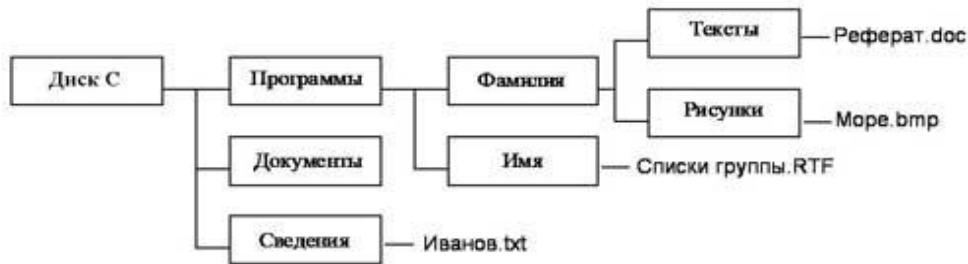 Тексты
Реферат.doc
Диск С
Программы
Фамилия
Рисунки
Море.bmp
Документы
Имя
Списки группы.RTF
Сведения
Иванов.txt